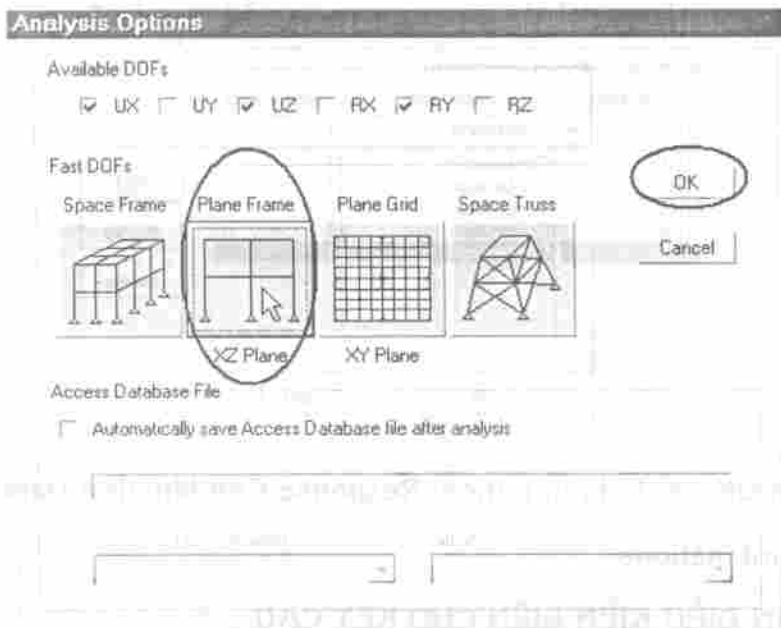 Analysis Options
Available DOFs
UX UY UZ RX RY RZ
Fast DOFs
Space Frame Plane Frame Plane Grid Space Truss
OK
Cancel
XZ Plane XY Plane
Access Database File
Automatically save Access Database file after analysis